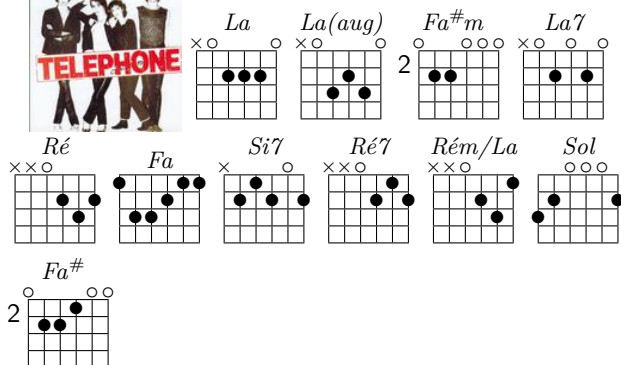 TELEPHONE
La La(aug) Fa#m La7
2
Ré Fa Si7 Ré7 Rém/La Sol
Fa#
2